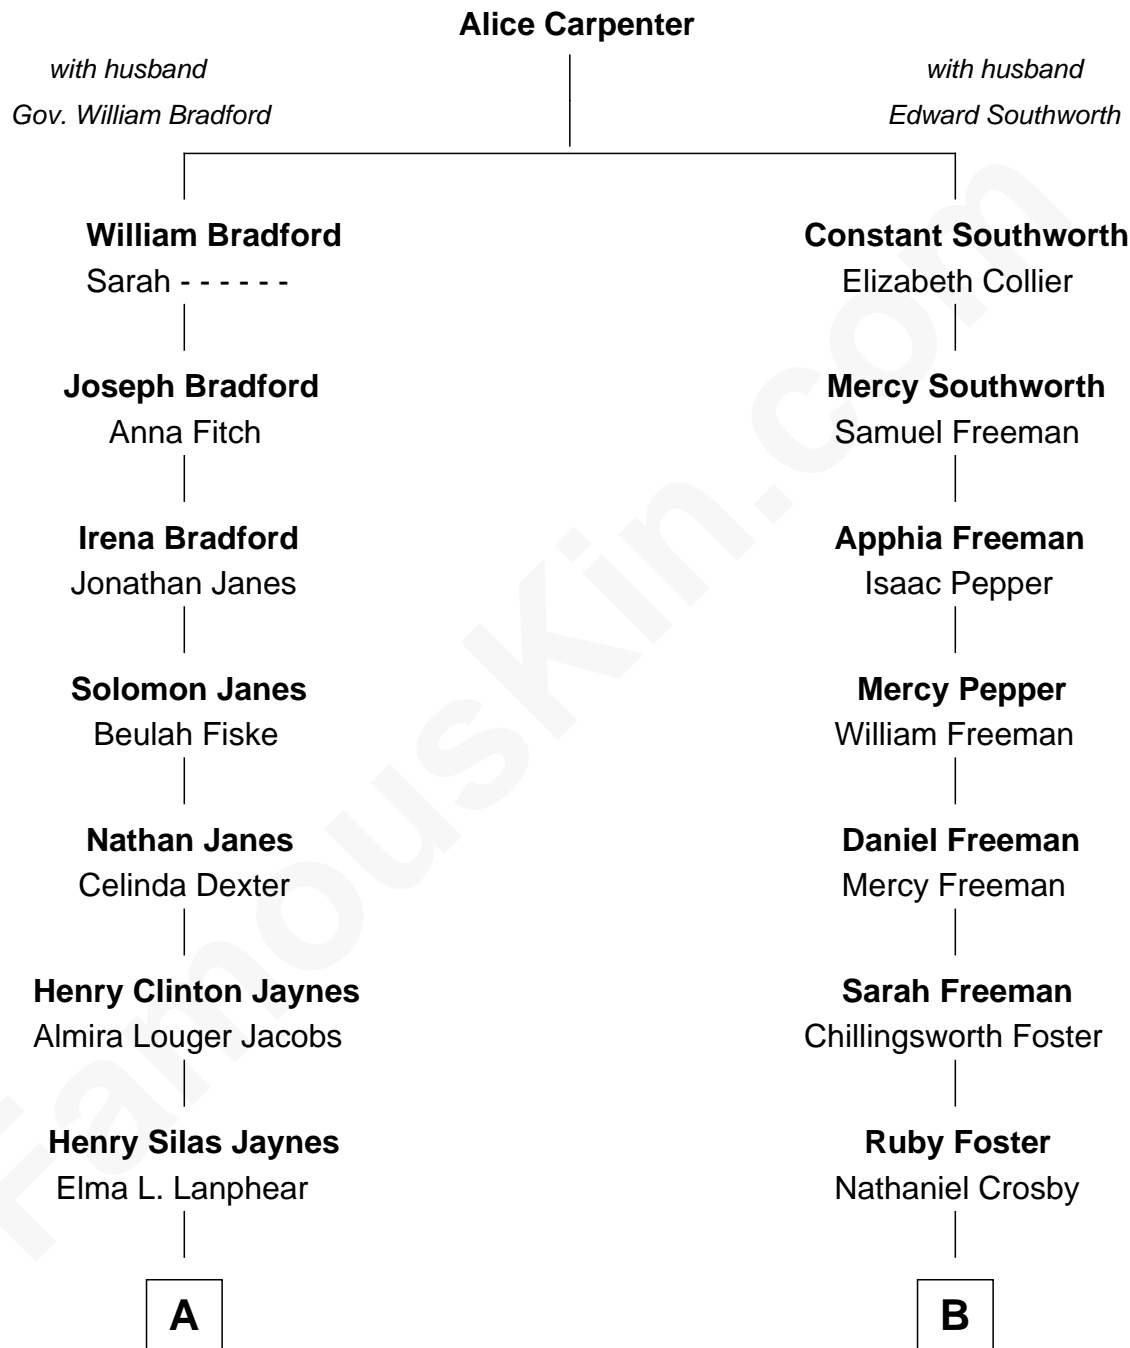 Alice Carpenter
with husband
Gov. William Bradford
with husband
Edward Southworth
William Bradford
Sarah - - - - - -
Constant Southworth
Elizabeth Collier
Joseph Bradford
Anna Fitch
Mercy Southworth
Samuel Freeman
Irena Bradford
Jonathan Janes
Apphia Freeman
Isaac Pepper
Solomon Janes
Beulah Fiske
Mercy Pepper
William Freeman
Nathan Janes
Celinda Dexter
Daniel Freeman
Mercy Freeman
Henry Clinton Jaynes
Almira Louger Jacobs
Sarah Freeman
Chillingsworth Foster
Henry Silas Jaynes
Elma L. Lanphear
Ruby Foster
Nathaniel Crosby
A
B
FamousKin.com